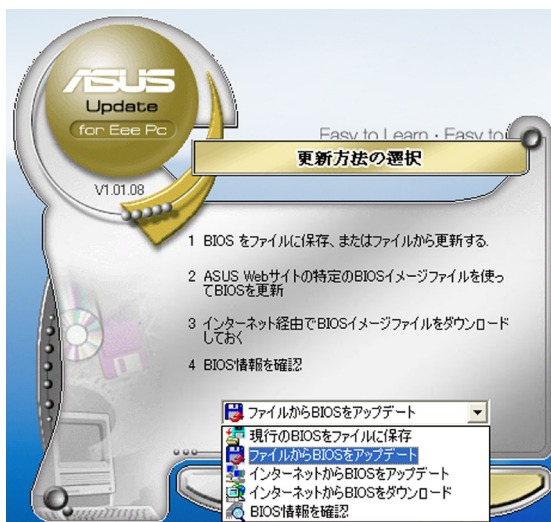 ASUS
Update
for Eee Pc
V1.01.08
Easy to Learn · Easy to
更新方法の選択
1 BIOS をファイルに保存、またはファイルから更新する.
2 ASUS Webサイトの特定のBIOSイメージファイルを使っ
てBIOSを更新
3 インターネット経由でBIOSイメージファイルをダウンロード
しておく
4 BIOS情報を確認
ファイルからBIOSをアップデート
現行のBIOSをファイルに保存
ファイルからBIOSをアップデート
インターネットからBIOSをアップデート
インターネットからBIOSをダウンロード
BIOS情報を確認